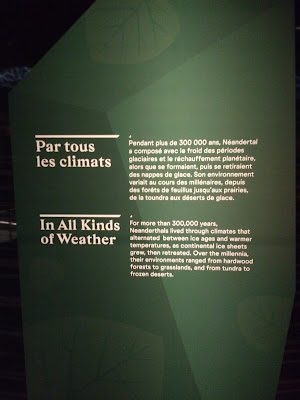 Par tous
les climats
Pendant plus de 300 000 ans, Néandertal
a composé avec le froid des périodes
glaciaires et le réchauffement planétaire,
alors que se formaient, puis se retiraient
des nappes de glace. Son environnement
variait au cours des millénaires, depuis
des forêts de feuillus jusqu'aux prairies,
de la toundra aux déserts de glace.
In All Kinds
of Weather
For more than 300,000 years,
Neanderthals lived through climates that
alternated between ice ages and warmer
temperatures, as continental ice sheets
grew, then retreated. Over the millennia,
their environments ranged from hardwood
forests to grasslands, and from tundra to
frozen deserts.